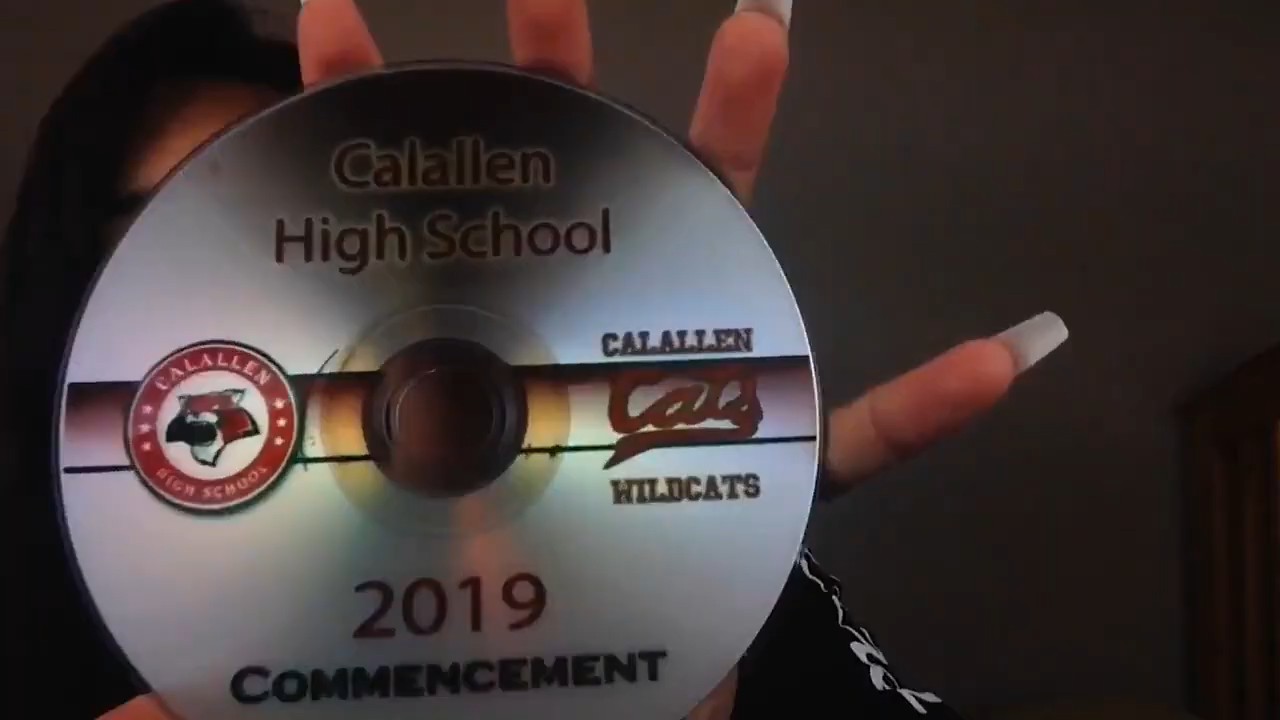 Calallen
High School
CALALLEN
HIGH SCHOOL
CALALLEN
Cats
WILDCATS
2019
COMMENCEMENT